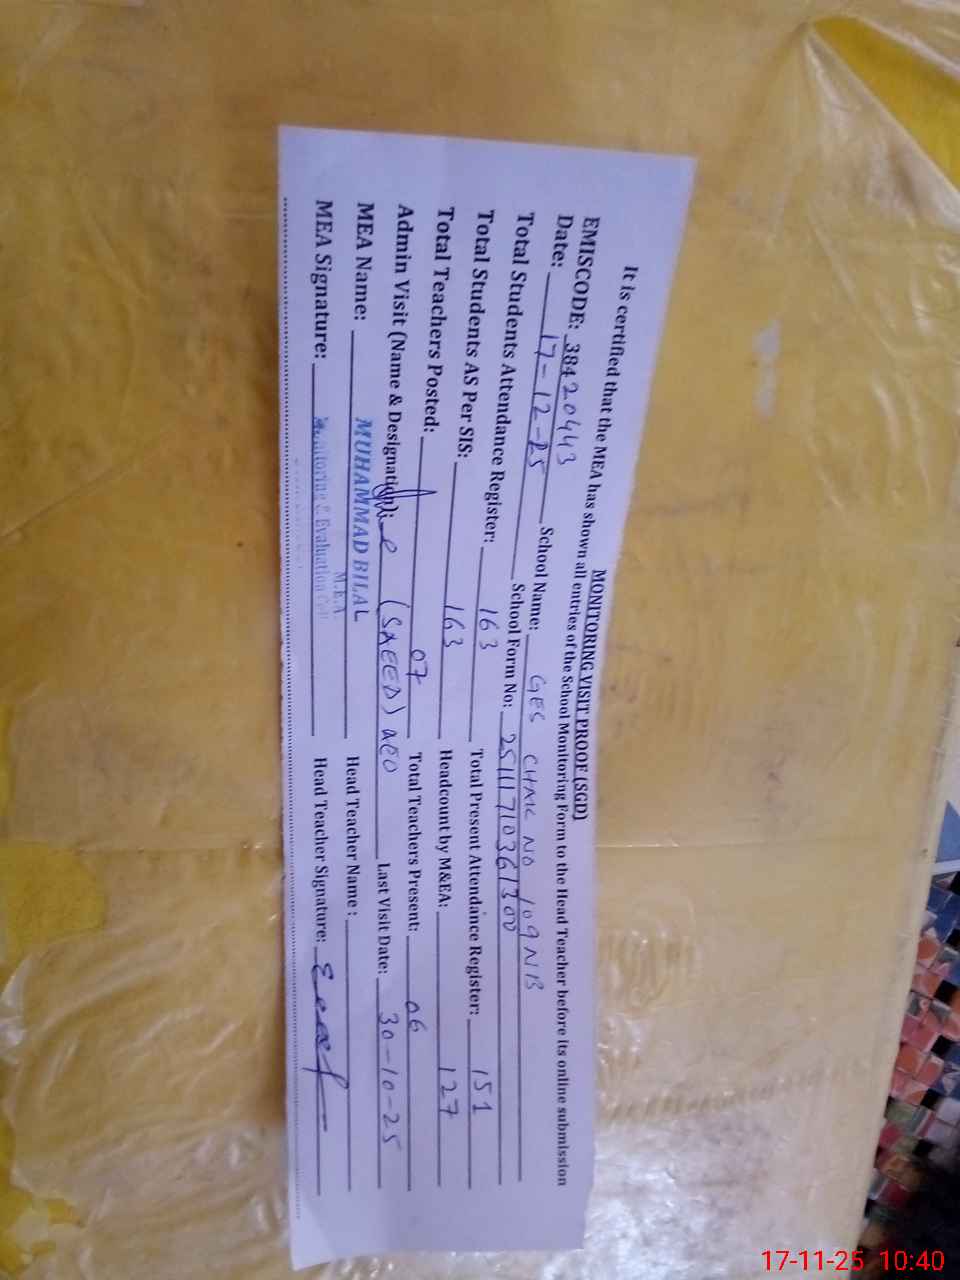 MONITORING VISIT PROOF (SGD)
It is certified that the MEA has shown all entries of the School Monitoring Form to the Head Teacher before its online submission
EMISCODE: 38420443 School Name: GES CHAK NO 109 NB
Date: 17-12-25 School Form No: 25111710361300
Total Students Attendance Register: 163 Total Present Attendance Register: 151
Total Students AS Per SIS: 163 Headcount by M&EA: 127
Total Teachers Posted: 07 Total Teachers Present: 06
Admin Visit (Name & Designation): (SAEED) AEO Last Visit Date: 30-10-25
MEA Name: MUHAMMAD BILAL Head Teacher Name :
M.E.A.
MEA Signature: Monitoring & Evaluation Cell Head Teacher Signature:
17-11-25 10:40